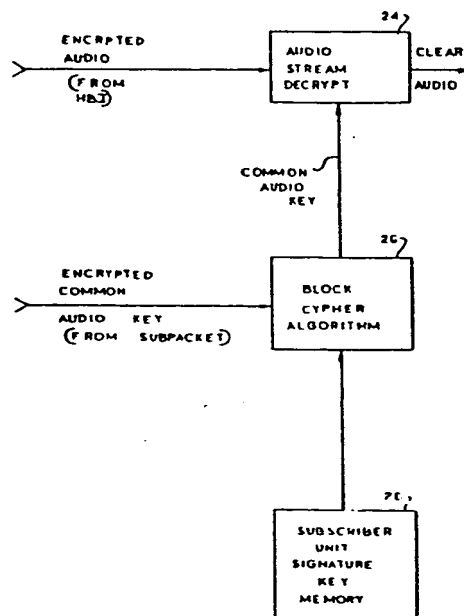 ENCRYPTED
AUDIO
(FROM
HBI)
24
AUDIO
STREAM
DECRYPT
CLEAR
AUDIO
COMMON
AUDIO
KEY
26
ENCRYPTED
COMMON
AUDIO KEY
(FROM SUBPACKET)
BLOCK
CYPHER
ALGORITHM
SUBSCRIBER
UNIT
SIGNATURE
KEY
MEMORY